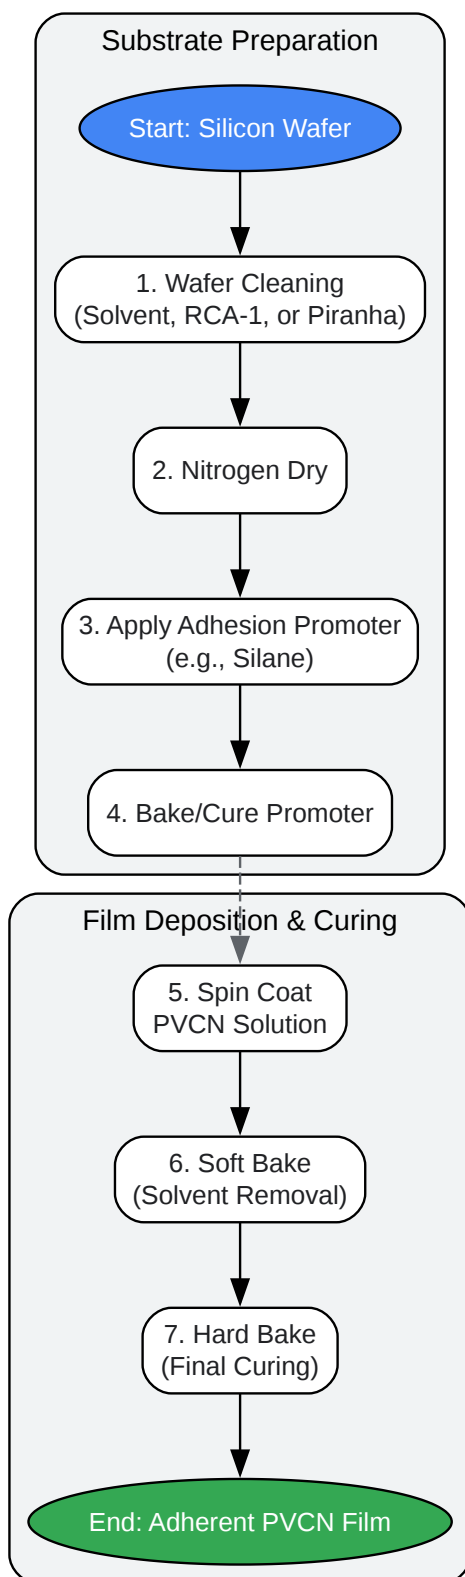 Substrate Preparation
Start: Silicon Wafer
1. Wafer Cleaning
(Solvent, RCA-1, or Piranha)
2. Nitrogen Dry
3. Apply Adhesion Promoter
(e.g., Silane)
4. Bake/Cure Promoter
Film Deposition & Curing
5. Spin Coat
PVCN Solution
6. Soft Bake
(Solvent Removal)
7. Hard Bake
(Final Curing)
End: Adherent PVCN Film